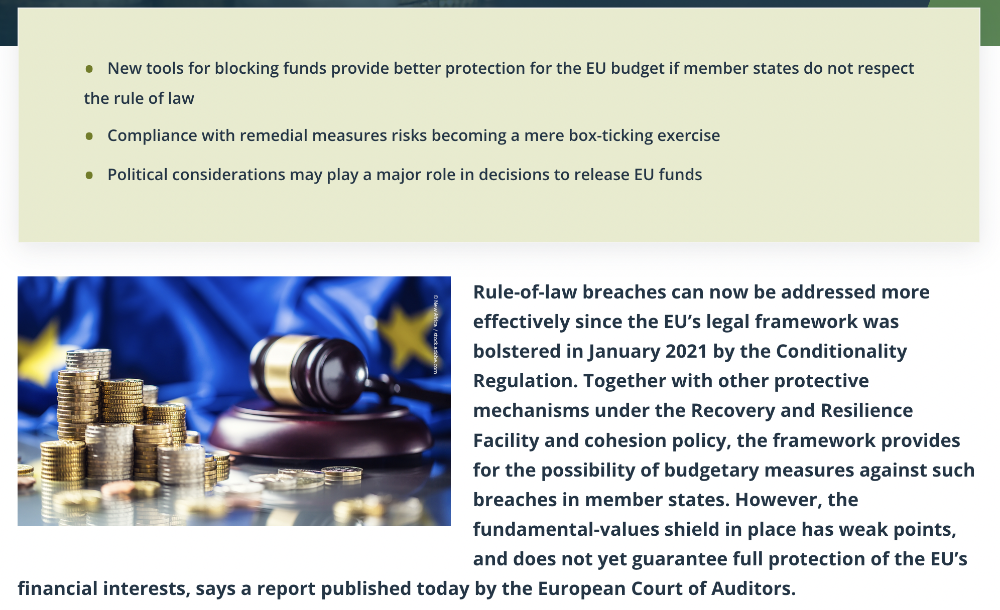 • New tools for blocking funds provide better protection for the EU budget if member states do not respect
the rule of law
• Compliance with remedial measures risks becoming a mere box-ticking exercise
• Political considerations may play a major role in decisions to release EU funds
© New Africa / stock.adobe.com
Rule-of-law breaches can now be addressed more
effectively since the EU’s legal framework was
bolstered in January 2021 by the Conditionality
Regulation. Together with other protective
mechanisms under the Recovery and Resilience
Facility and cohesion policy, the framework provides
for the possibility of budgetary measures against such
breaches in member states. However, the
fundamental-values shield in place has weak points,
and does not yet guarantee full protection of the EU’s
financial interests, says a report published today by the European Court of Auditors.